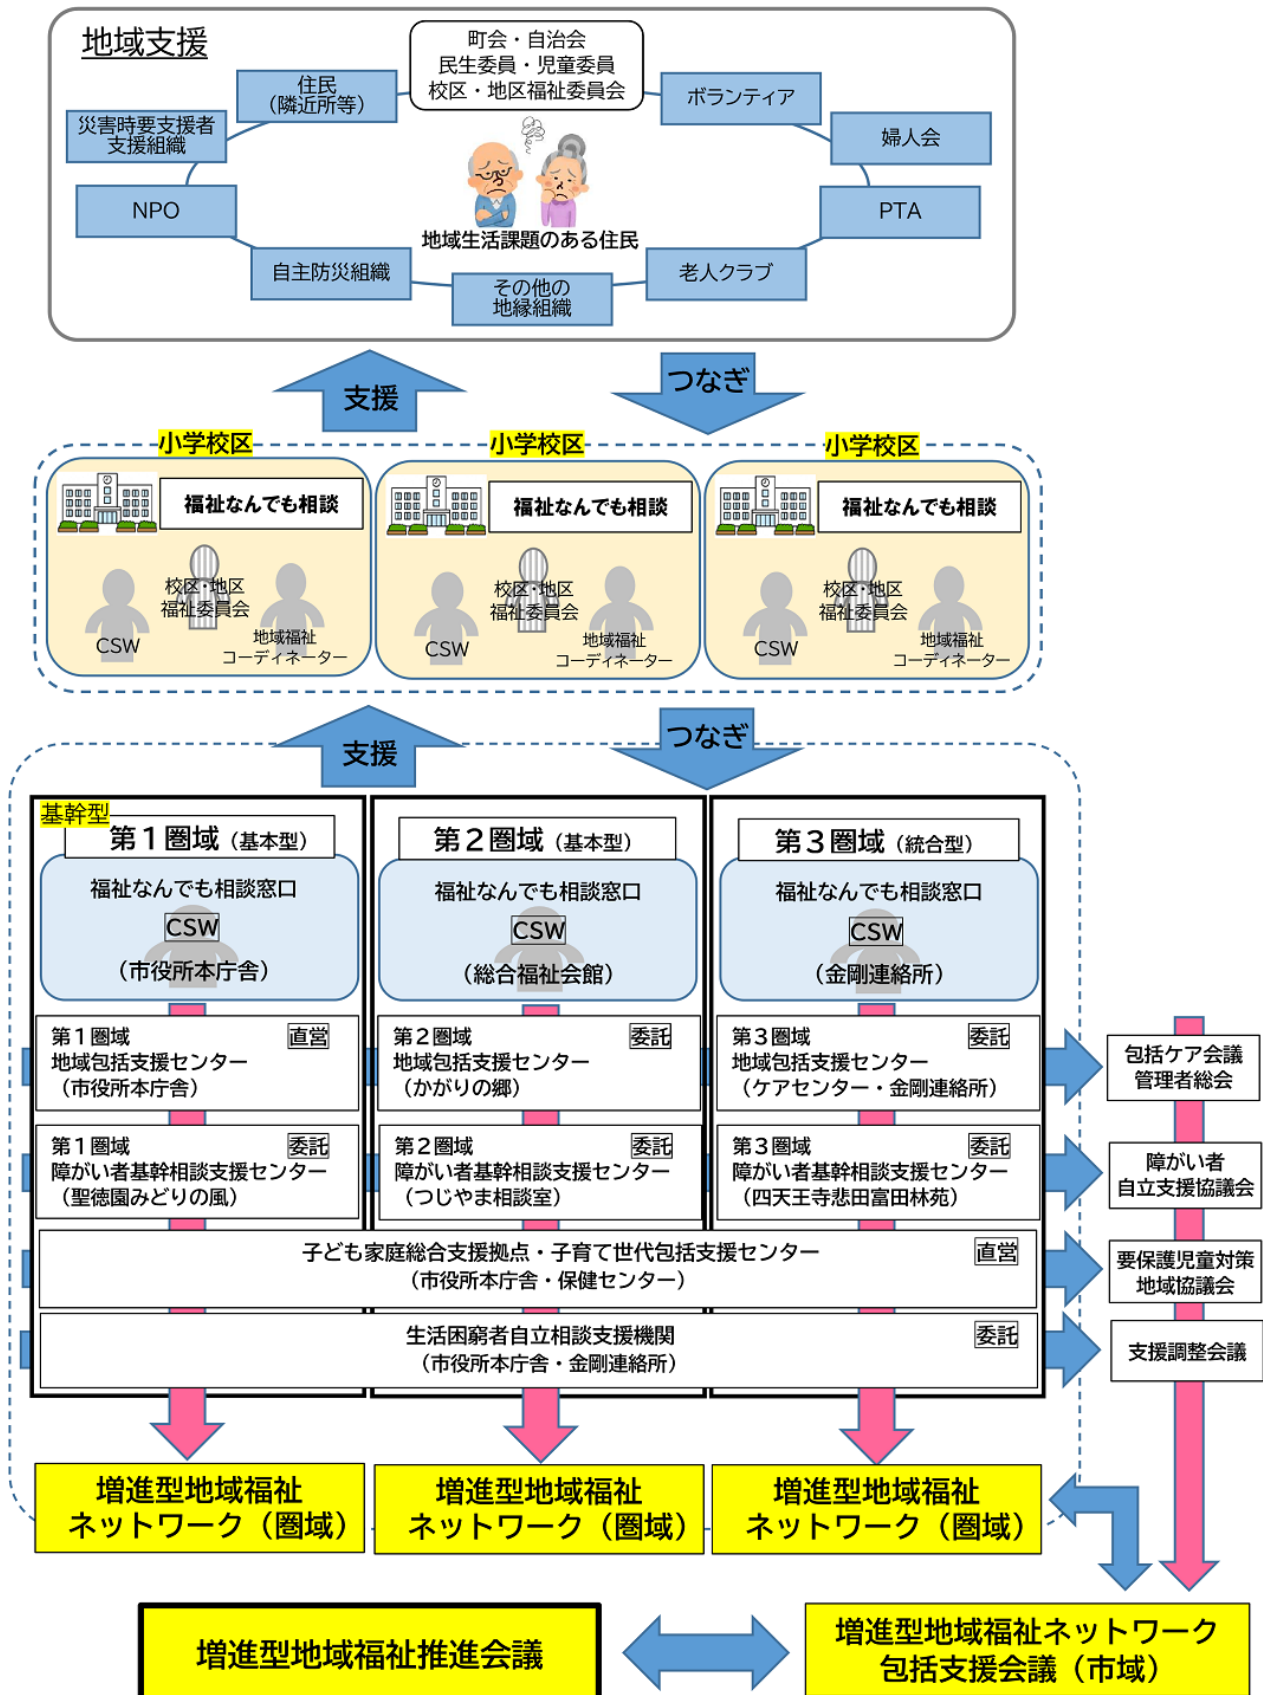 地域支援
町会・自治会
民生委員・児童委員
校区・地区福祉委員会
住民
（隣近所等）
ボランティア
災害時要支援者
支援組織
婦人会
NPO
PTA
地域生活課題のある住民
自主防災組織
老人クラブ
その他の
地縁組織
支援
つなぎ
小学校区
小学校区
小学校区
福祉なんでも相談
校区・地区
福祉委員会
CSW
地域福祉
コーディネーター
福祉なんでも相談
校区・地区
福祉委員会
CSW
地域福祉
コーディネーター
福祉なんでも相談
校区・地区
福祉委員会
CSW
地域福祉
コーディネーター
支援
つなぎ
基幹型
第１圏域（基本型）
福祉なんでも相談窓口
CSW
（市役所本庁舎）
第２圏域（基本型）
福祉なんでも相談窓口
CSW
（総合福祉会館）
第３圏域（統合型）
福祉なんでも相談窓口
CSW
（金剛連絡所）
第１圏域 直営
地域包括支援センター
（市役所本庁舎）
第２圏域 委託
地域包括支援センター
（かがりの郷）
第３圏域 委託
地域包括支援センター
（ケアセンター・金剛連絡所）
包括ケア会議
管理者総会
第１圏域 委託
障がい者基幹相談支援センター
（聖徳園みどりの風）
第２圏域 委託
障がい者基幹相談支援センター
（つじやま相談室）
第３圏域 委託
障がい者基幹相談支援センター
（四天王寺悲田富田林苑）
障がい者
自立支援協議会
子ども家庭総合支援拠点・子育て世代包括支援センター 直営
（市役所本庁舎・保健センター）
要保護児童対策
地域協議会
生活困窮者自立相談支援機関 委託
（市役所本庁舎・金剛連絡所）
支援調整会議
増進型地域福祉
ネットワーク（圏域）
増進型地域福祉
ネットワーク（圏域）
増進型地域福祉
ネットワーク（圏域）
増進型地域福祉推進会議
増進型地域福祉ネットワーク
包括支援会議（市域）